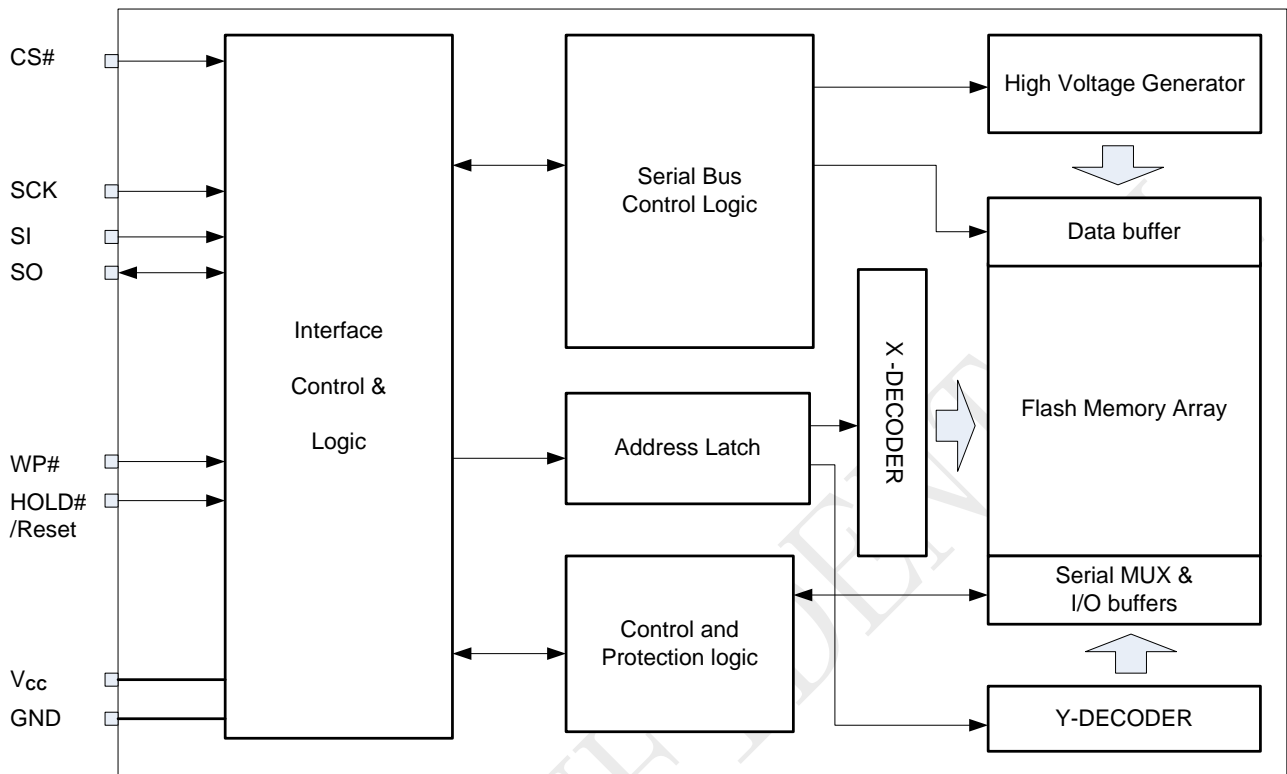 CS#
SCK
SI
SO
WP#
HOLD#
/Reset
Vcc
GND
Interface
Control &
Logic
Serial Bus
Control Logic
Address Latch
Control and
Protection logic
X-DECODER
High Voltage Generator
Data buffer
Flash Memory Array
Serial MUX &
I/O buffers
Y-DECODER